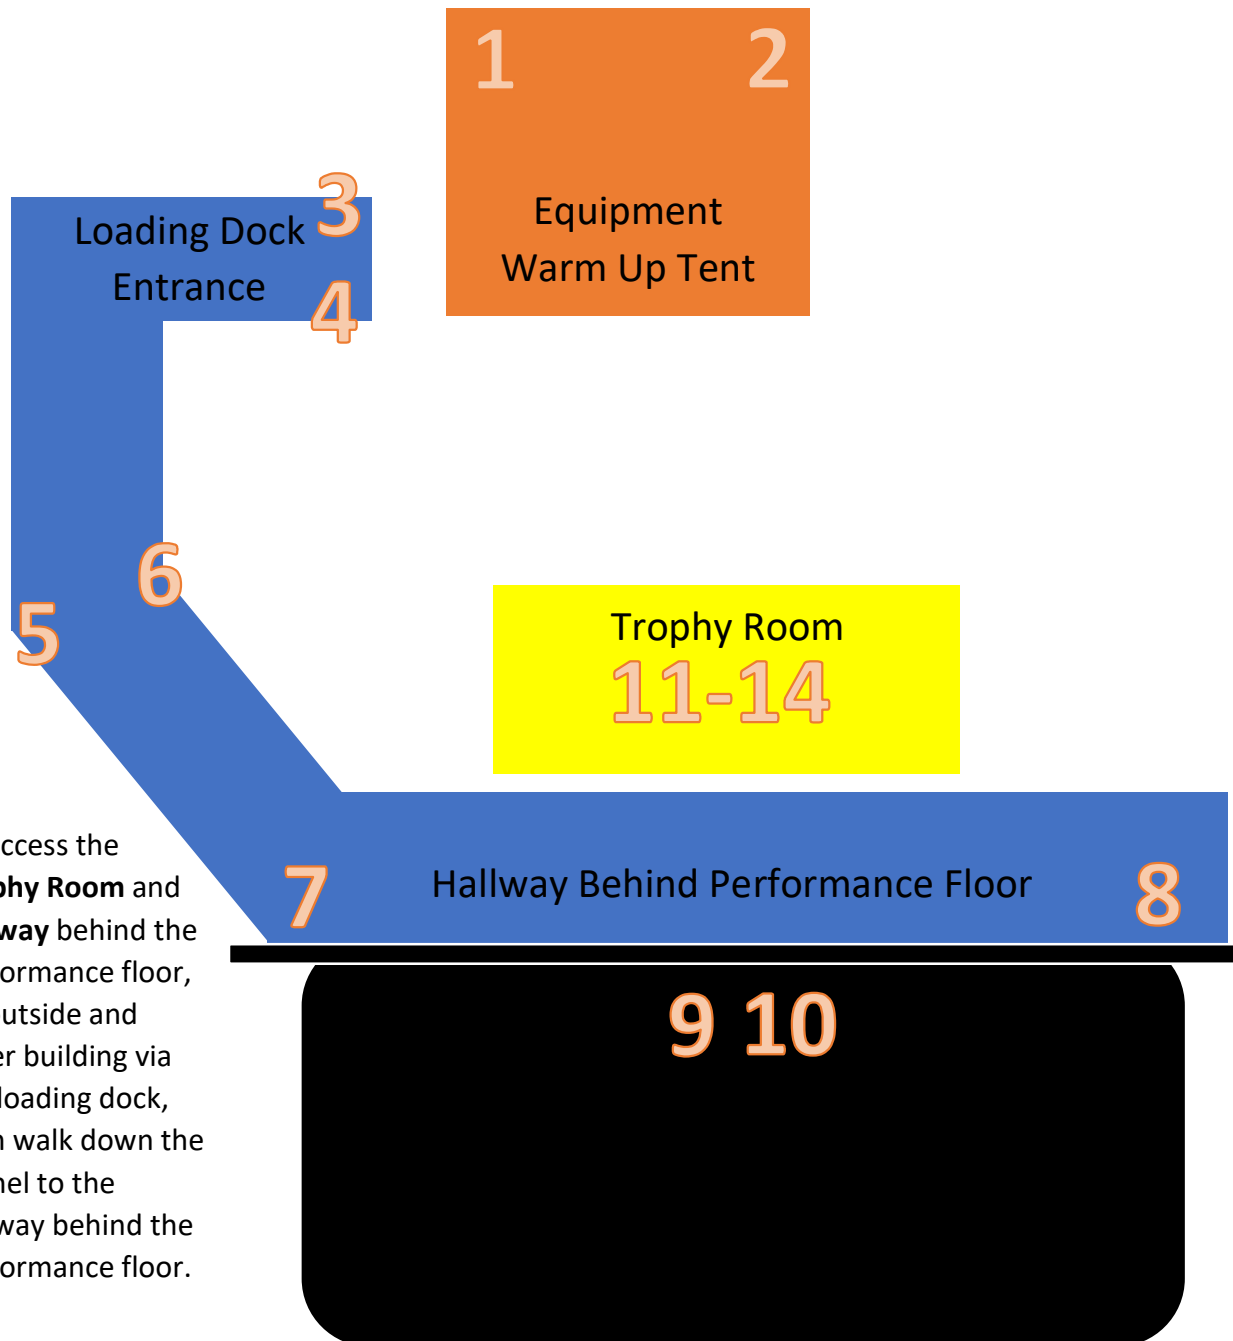 1 2
3
Loading Dock
Entrance
4
Equipment
Warm Up Tent
6
5
Trophy Room
11-14
7 Hallway Behind Performance Floor 8
9 10
ccess the
phy Room and
way behind the
ormance floor,
utside and
er building via
loading dock,
n walk down the
nel to the
way behind the
ormance floor.